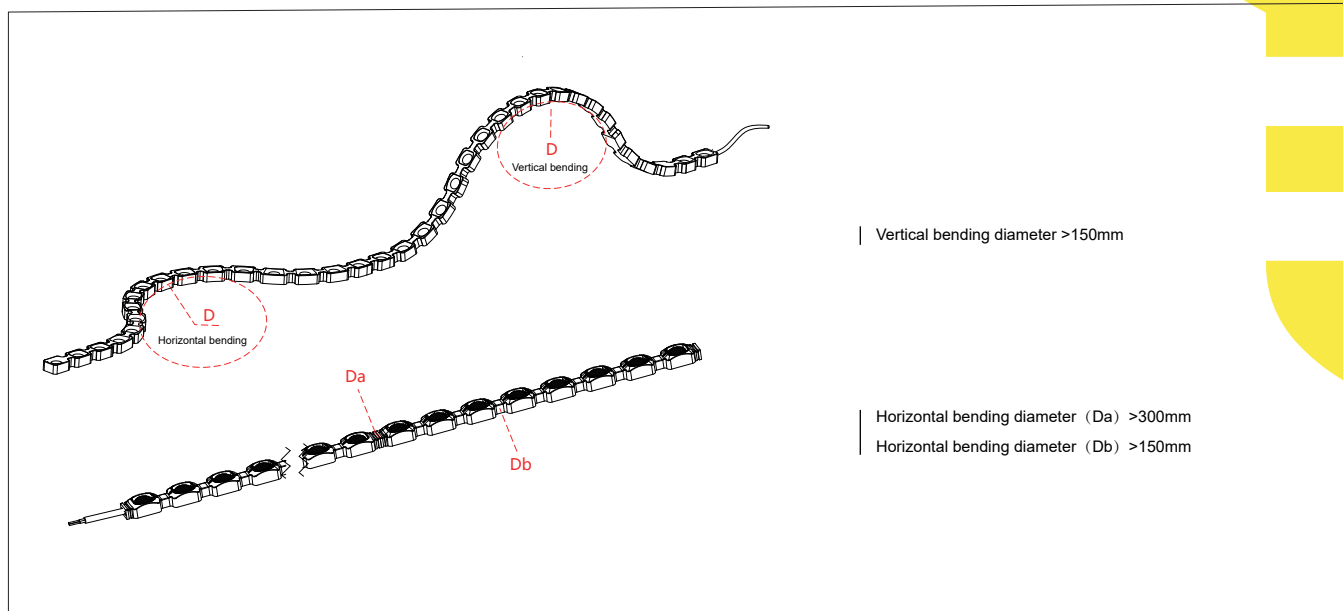 D
Vertical bending
Vertical bending diameter >150mm
D
Horizontal bending
Da
Db
Horizontal bending diameter（Da）>300mm
Horizontal bending diameter（Db）>150mm